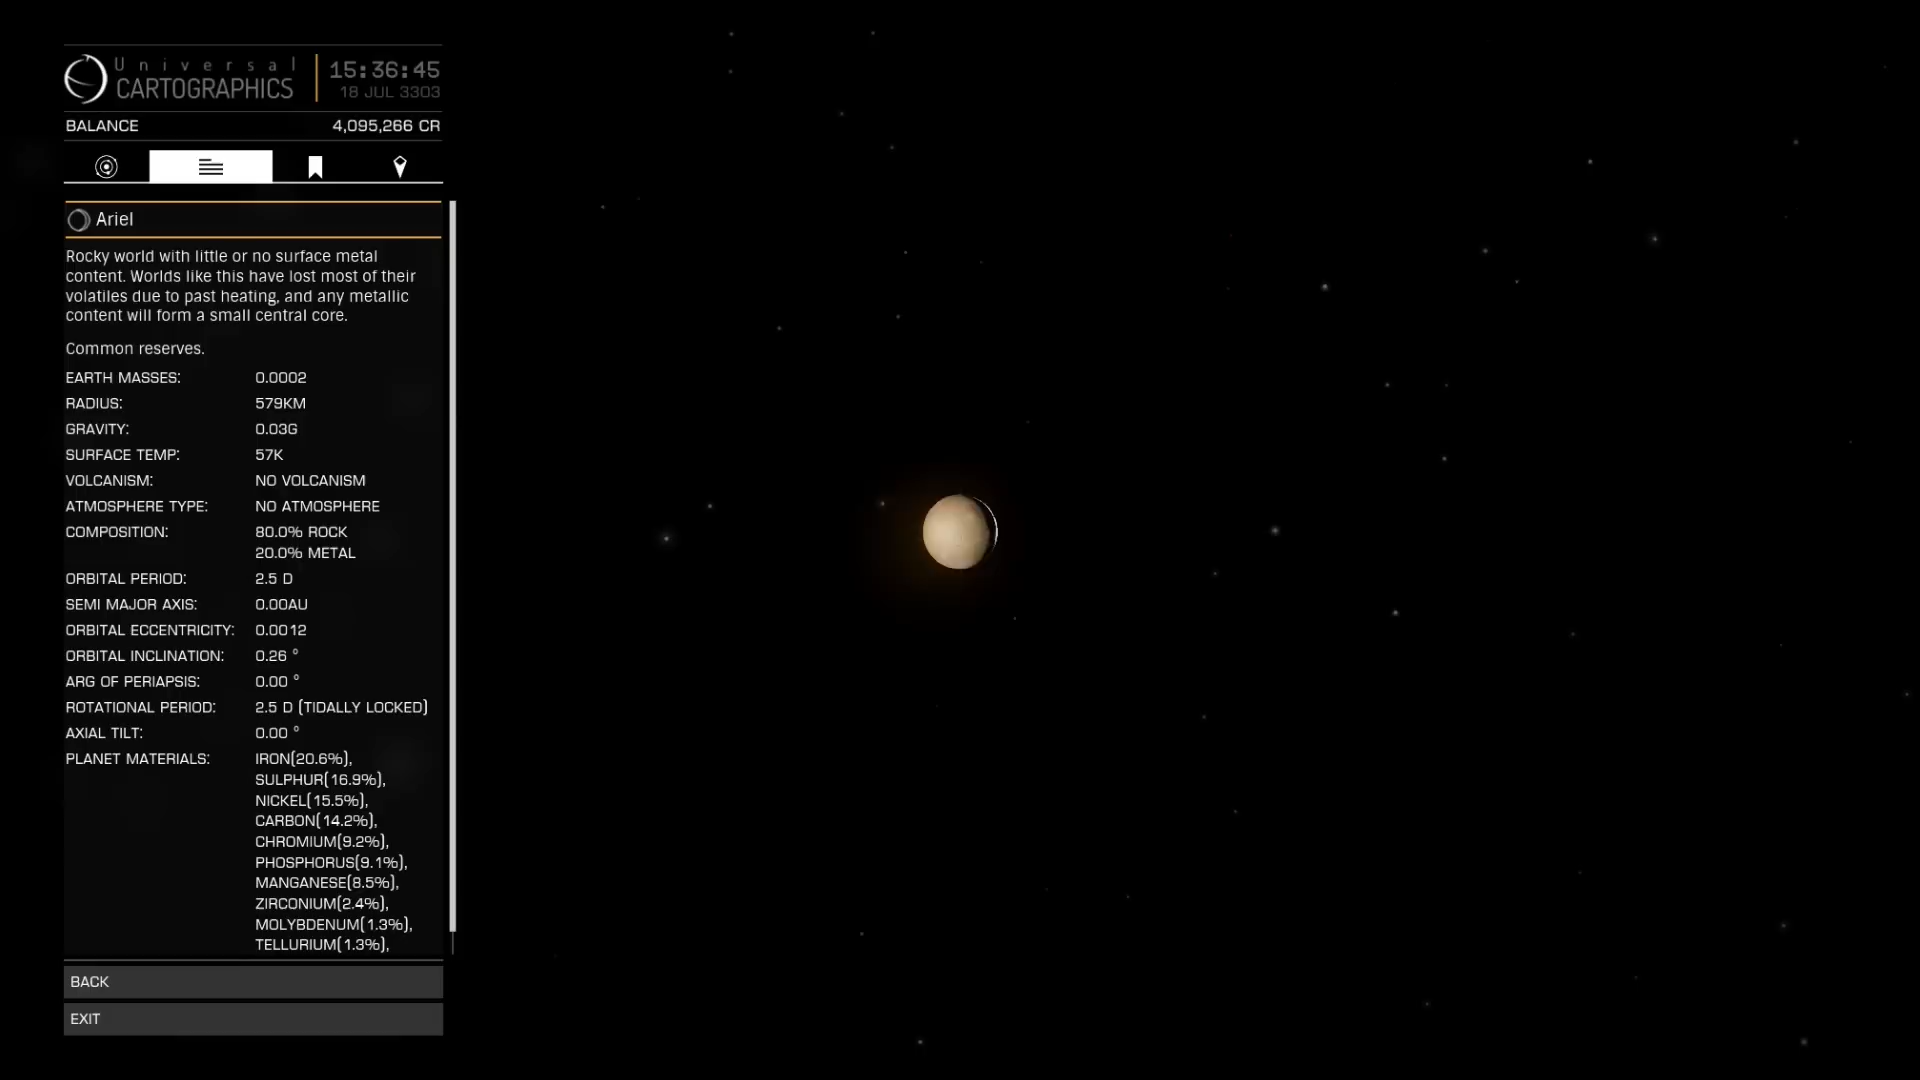 Universal
CARTOGRAPHICS
15:36:45
18 JUL 3303
BALANCE 4,095,266 CR
Ariel
Rocky world with little or no surface metal
content. Worlds like this have lost most of their
volatiles due to past heating, and any metallic
content will form a small central core.
Common reserves.
EARTH MASSES: 0.0002
RADIUS: 579KM
GRAVITY: 0.03G
SURFACE TEMP: 57K
VOLCANISM: NO VOLCANISM
ATMOSPHERE TYPE: NO ATMOSPHERE
COMPOSITION: 80.0% ROCK
20.0% METAL
ORBITAL PERIOD: 2.5 D
SEMI MAJOR AXIS: 0.00AU
ORBITAL ECCENTRICITY: 0.0012
ORBITAL INCLINATION: 0.26 °
ARG OF PERIAPSIS: 0.00 °
ROTATIONAL PERIOD: 2.5 D (TIDALLY LOCKED)
AXIAL TILT: 0.00 °
PLANET MATERIALS: IRON(20.6%),
SULPHUR(16.9%),
NICKEL(15.5%),
CARBON(14.2%),
CHROMIUM(9.2%),
PHOSPHORUS(9.1%),
MANGANESE(8.5%),
ZIRCONIUM(2.4%),
MOLYBDENUM(1.3%),
TELLURIUM(1.3%),
BACK
EXIT